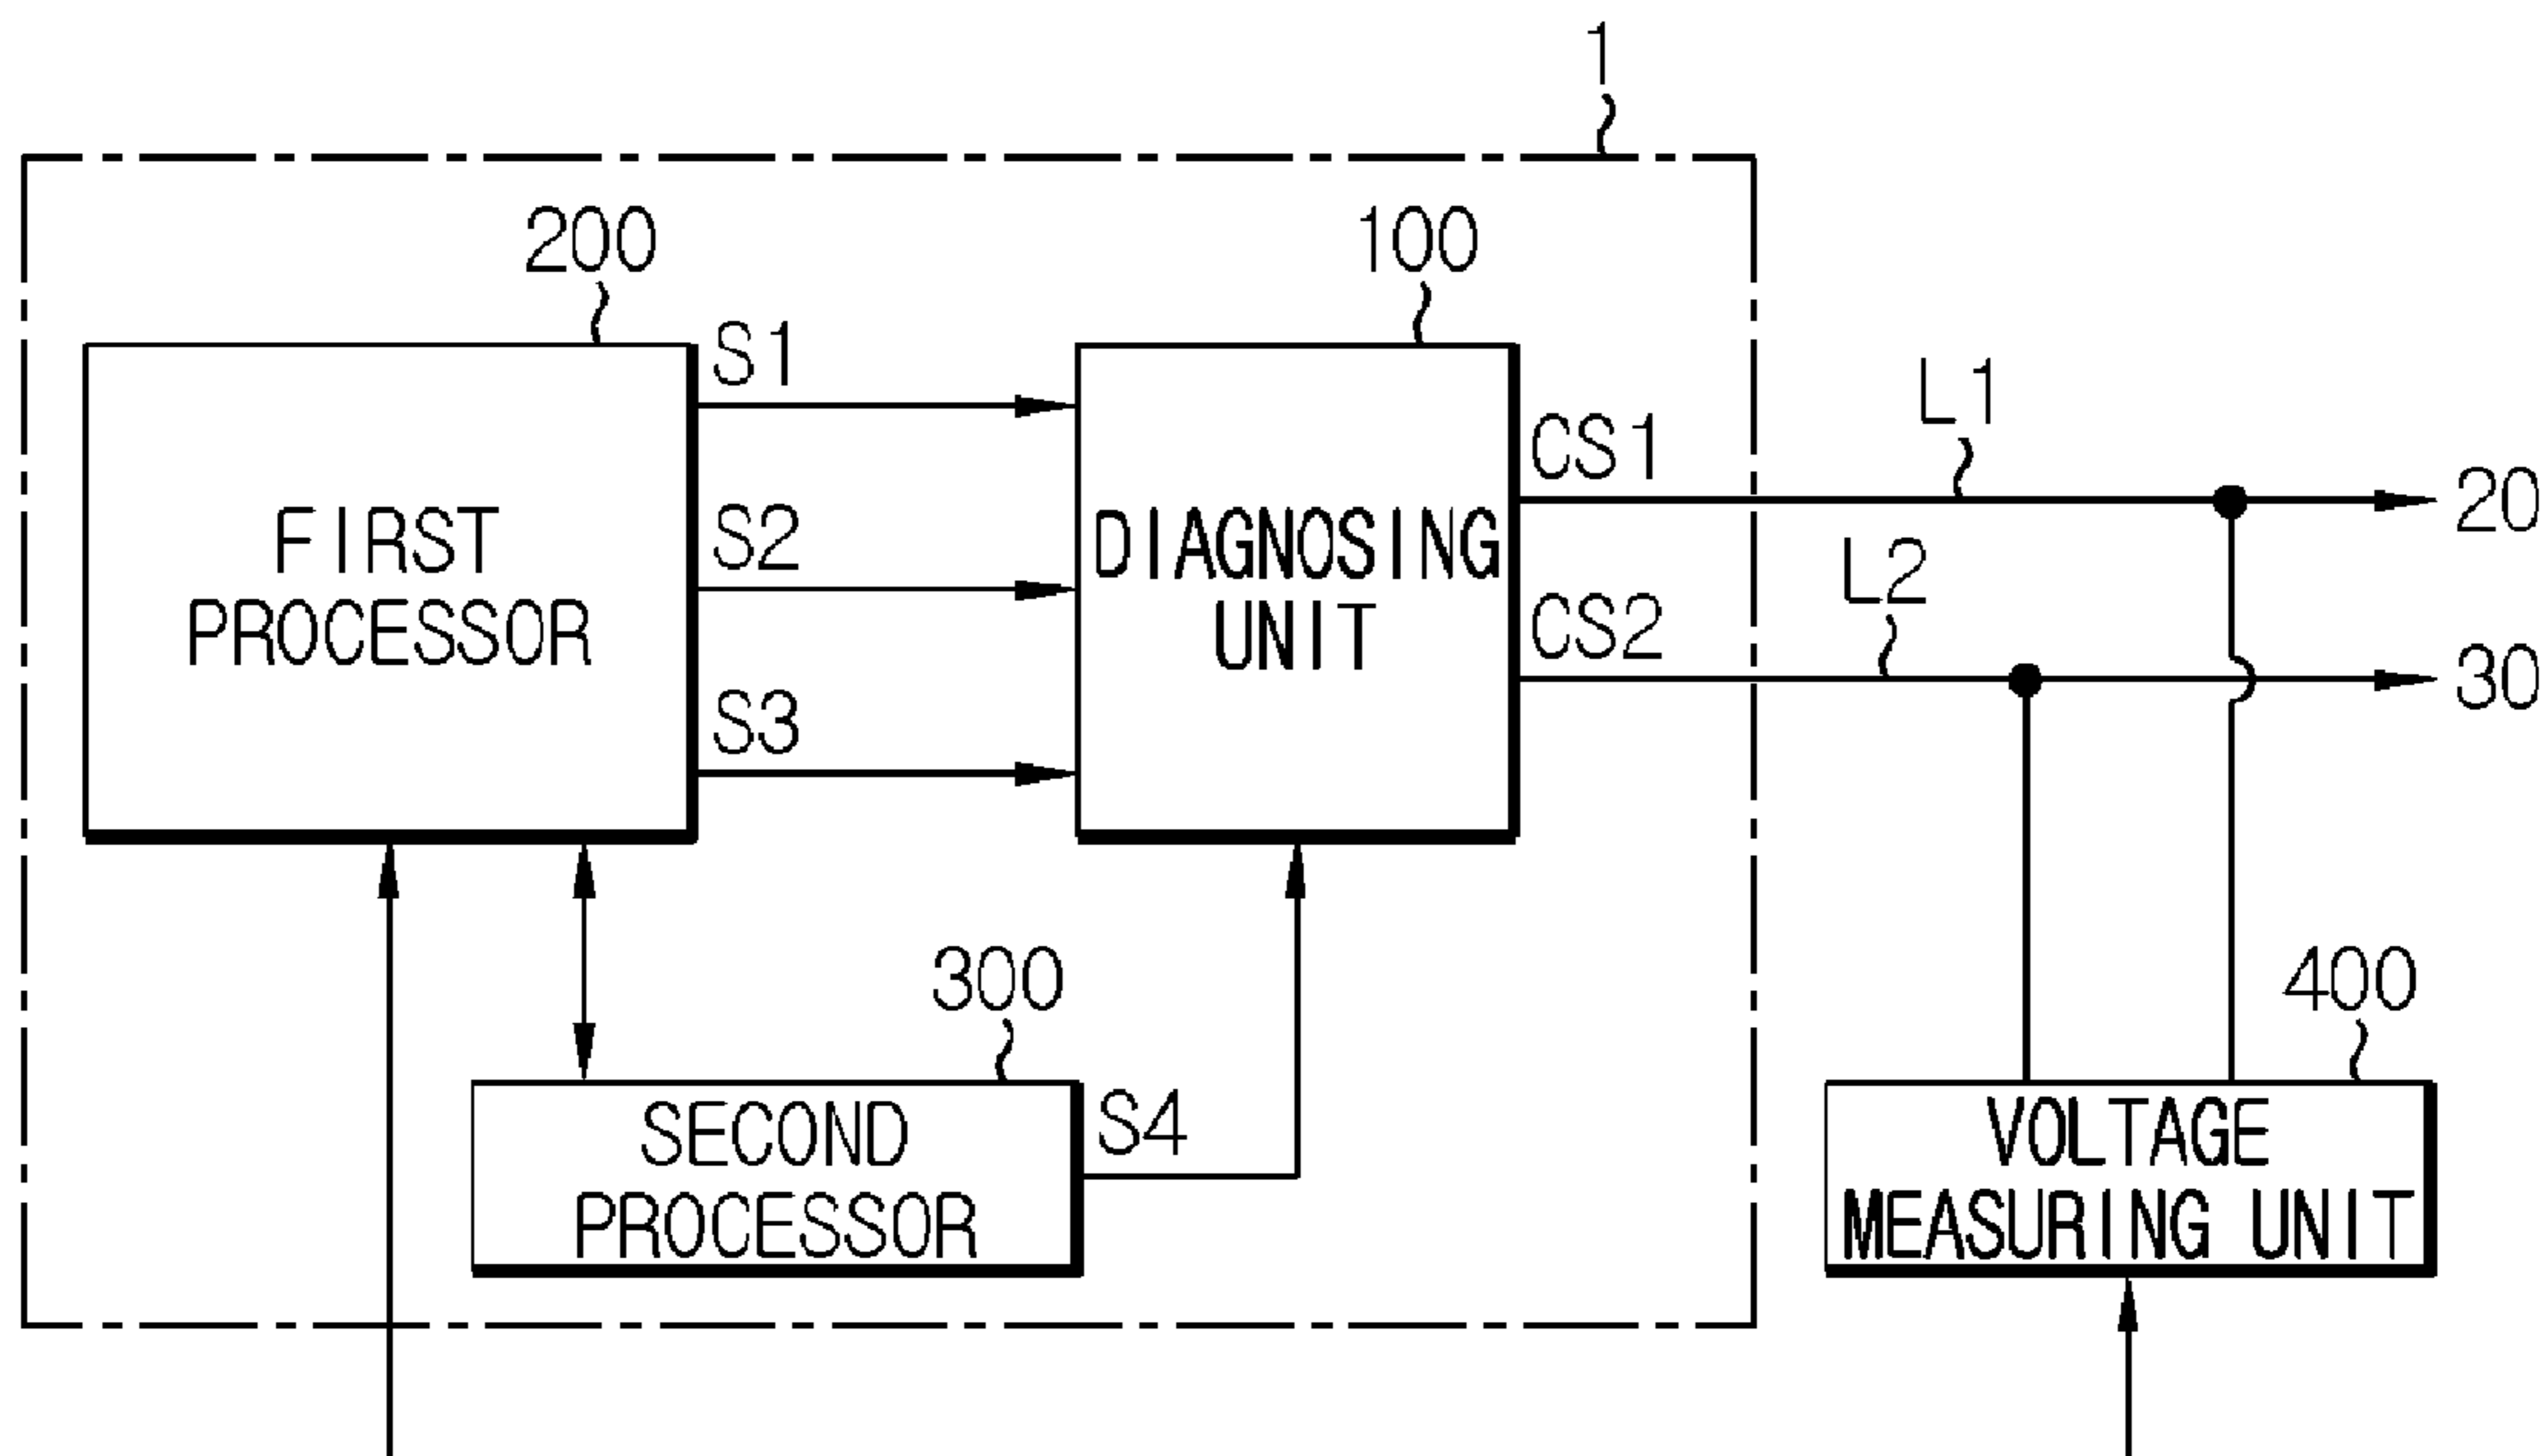 1
200
100
S1
L1
CS1
20
FIRST
PROCESSOR
S2
DIAGNOSING
UNIT
L2
CS2
30
S3
300
400
SECOND
PROCESSOR
S4
VOLTAGE
MEASURING UNIT